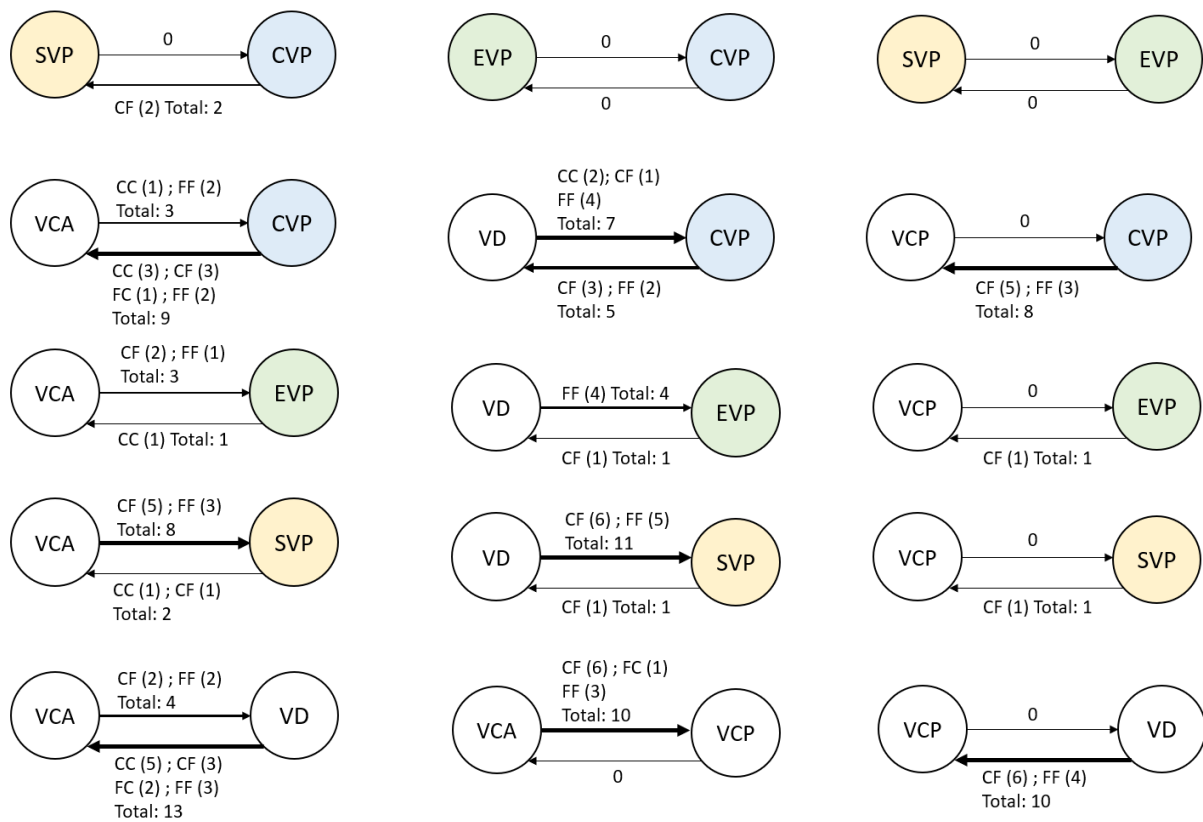 SVP
0
CVP
CF (2) Total: 2
EVP
0
CVP
0
SVP
0
EVP
0
VCA
CC (1) ; FF (2)
Total: 3
CVP
CC (3) ; CF (3)
FC (1) ; FF (2)
Total: 9
VD
CC (2); CF (1)
FF (4)
Total: 7
CVP
CF (3) ; FF (2)
Total: 5
VCP
0
CVP
CF (5) ; FF (3)
Total: 8
VCA
CF (2) ; FF (1)
Total: 3
EVP
CC (1) Total: 1
VD
FF (4) Total: 4
EVP
CF (1) Total: 1
VCP
0
EVP
CF (1) Total: 1
VCA
CF (5) ; FF (3)
Total: 8
SVP
CC (1) ; CF (1)
Total: 2
VD
CF (6) ; FF (5)
Total: 11
SVP
CF (1) Total: 1
VCP
0
SVP
CF (1) Total: 1
VCA
CF (2) ; FF (2)
Total: 4
VD
CC (5) ; CF (3)
FC (2) ; FF (3)
Total: 13
VCA
CF (6) ; FC (1)
FF (3)
Total: 10
VCP
0
VCP
0
VD
CF (6) ; FF (4)
Total: 10